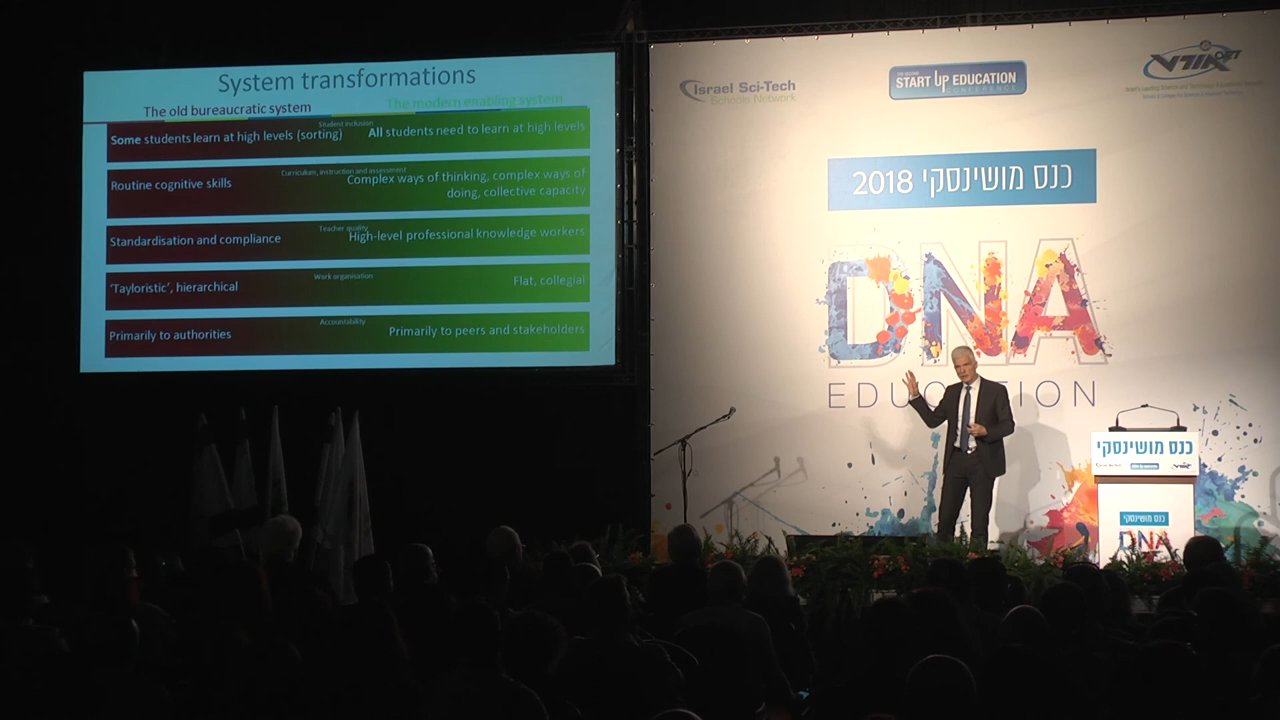 System transformations
The old bureaucratic system
The modern enabling system
Student inclusion
Some students learn at high levels (sorting)
All students need to learn at high levels
Curriculum, instruction and assessment
Routine cognitive skills
Complex ways of thinking, complex ways of
doing, collective capacity
Teacher quality
Standardisation and compliance
High-level professional knowledge workers
Work organisation
'Tayloristic', hierarchical
Flat, collegial
Accountability
Primarily to authorities
Primarily to peers and stakeholders
Israel Sci-Tech
Schools Network
START UP EDUCATION
CONFERENCE
כנס מושינסקי 2018
DNA
EDUCATION
כנס מושינסקי
כנס מושינסקי
DNA